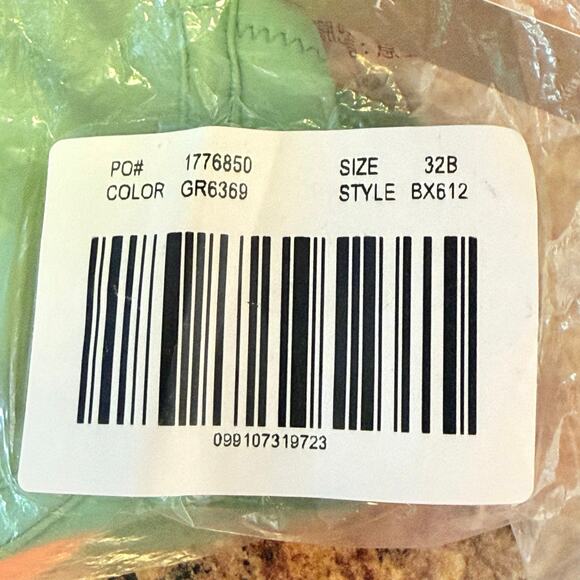 PO# 1776850 SIZE 32B
COLOR GR6369 STYLE BX612
099107319723